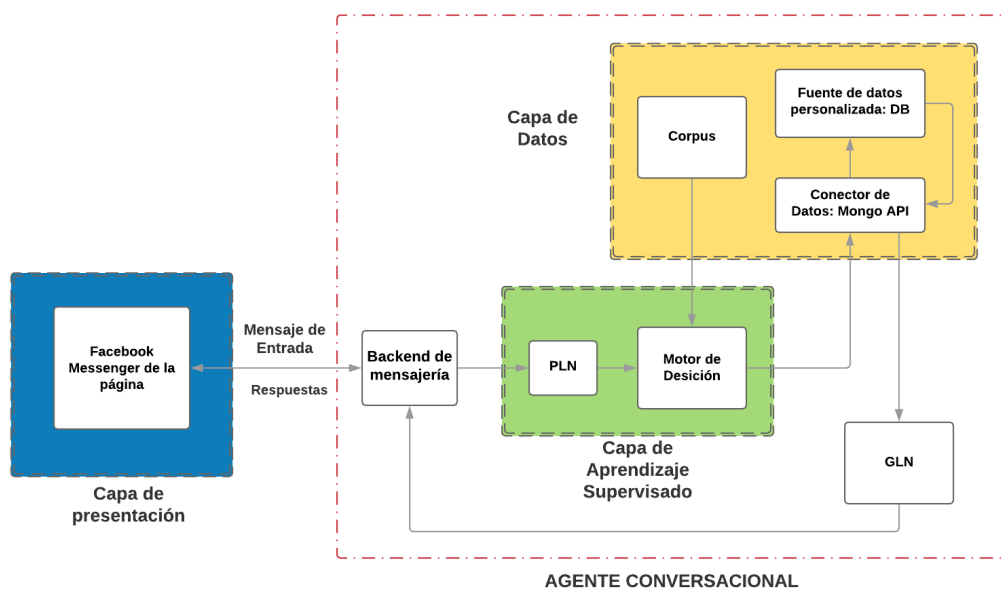 Capa de
Datos
Corpus
Fuente de datos
personalizada: DB
Conector de
Datos: Mongo API
Facebook
Messenger de la
página
Capa de
presentación
Mensaje de
Entrada
Respuestas
Backend de
mensajería
PLN
Motor de
Desición
Capa de
Aprendizaje
Supervisado
GLN
AGENTE CONVERSACIONAL